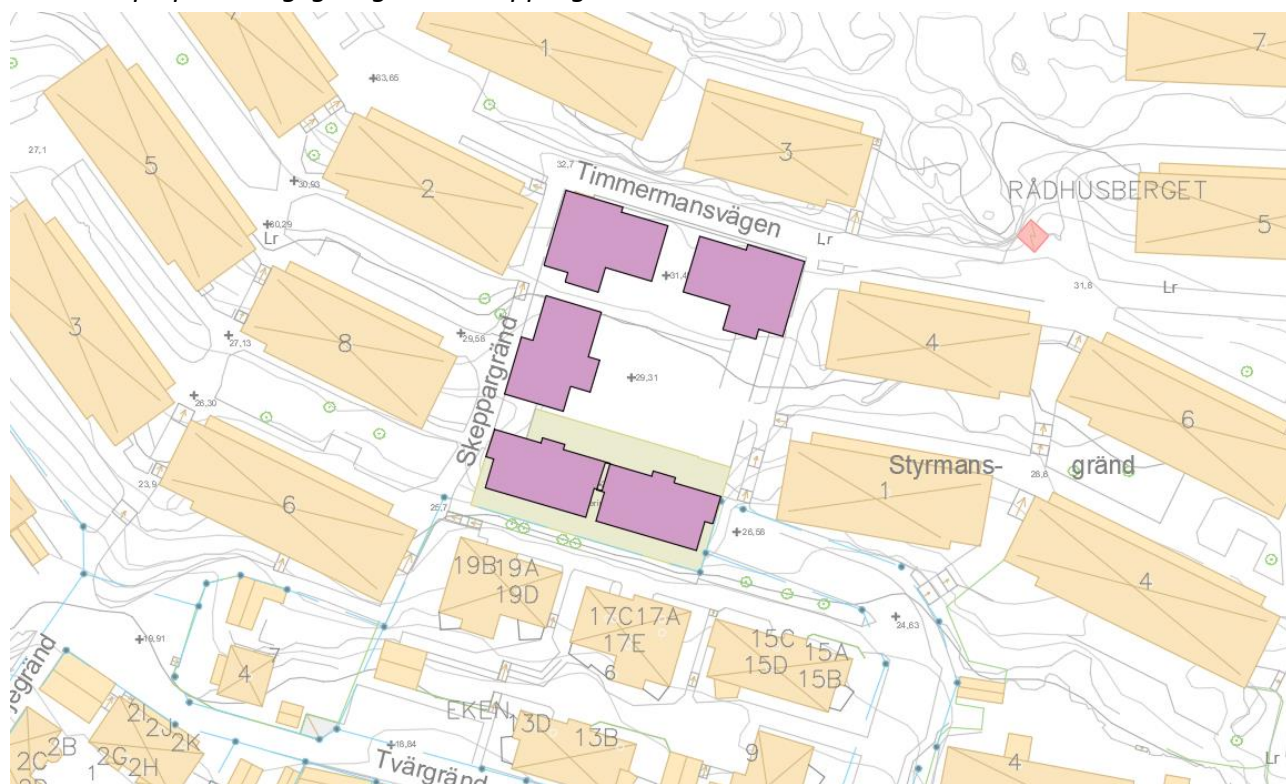 1
7
3
5
83,65
27,1
2
32,7
Timmermansvägen
RÅDHUSBERGET
30,93
5
30,29
Lr
Lr
31,4
31,8
Lr
3
27,13
8
29,58
Skeppargränd
29,31
4
6
26,30
Styrmans-
gränd
28,8
1
23,9
6
25,7
26,56
4
19B
19A
19D
17C
17A
17E
15C
15A
15D
15B
24,63
19,91
7
4
6
EKEN
2I
2J
2K
2G
2H
2B
2C
1
13D
13B
9
4
18,84
Tvärgränd
Lr